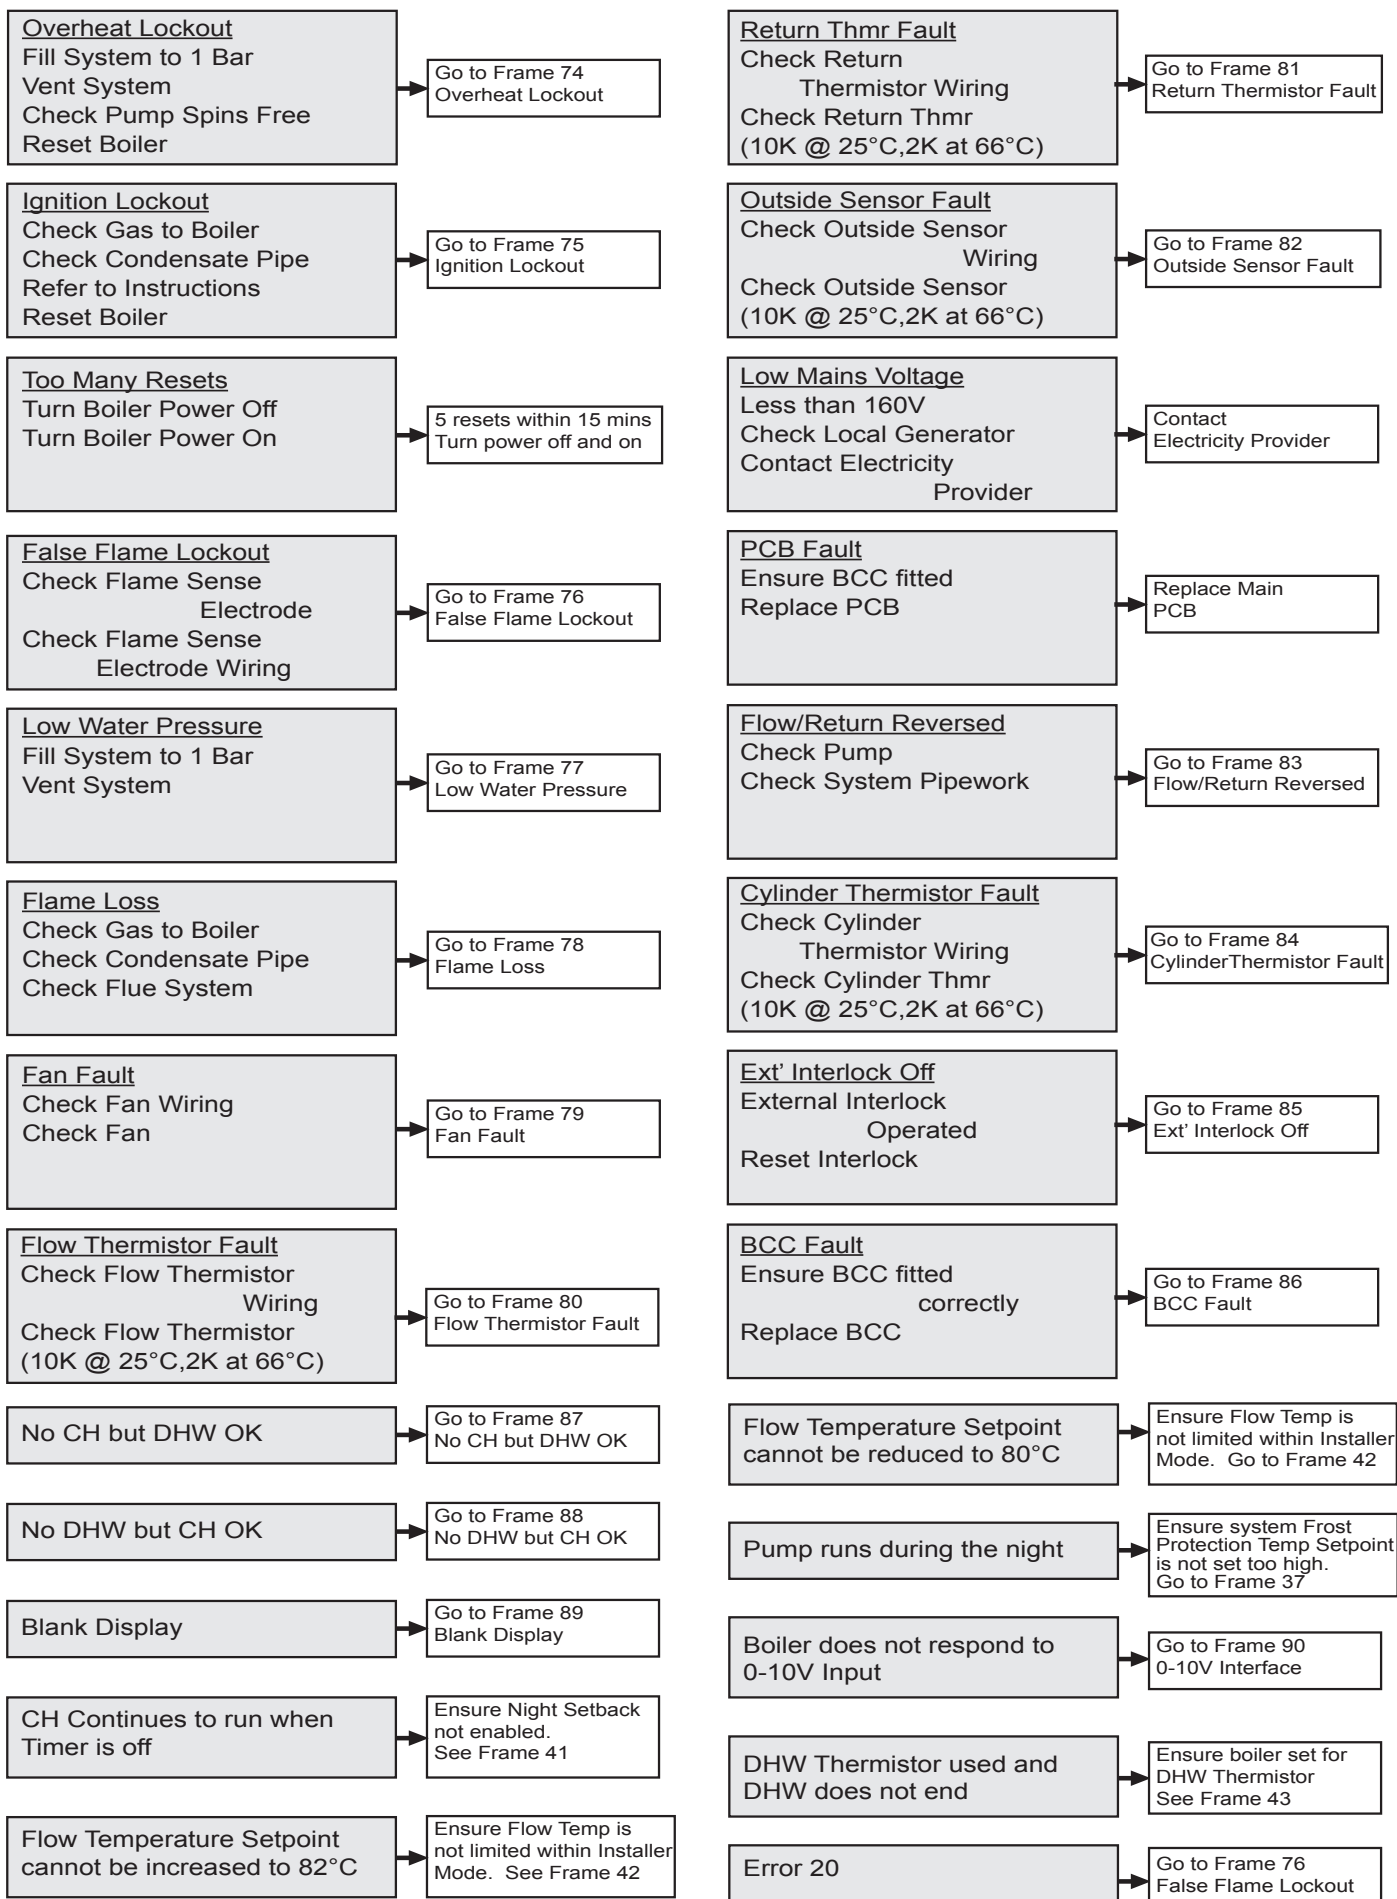 Overheat Lockout
Fill System to 1 Bar
Vent System
Check Pump Spins Free
Reset Boiler
Go to Frame 74
Overheat Lockout
Ignition Lockout
Check Gas to Boiler
Check Condensate Pipe
Refer to Instructions
Reset Boiler
Go to Frame 75
Ignition Lockout
Too Many Resets
Turn Boiler Power Off
Turn Boiler Power On
5 resets within 15 mins
Turn power off and on
False Flame Lockout
Check Flame Sense
Electrode
Check Flame Sense
Electrode Wiring
Go to Frame 76
False Flame Lockout
Low Water Pressure
Fill System to 1 Bar
Vent System
Go to Frame 77
Low Water Pressure
Flame Loss
Check Gas to Boiler
Check Condensate Pipe
Check Flue System
Go to Frame 78
Flame Loss
Fan Fault
Check Fan Wiring
Check Fan
Go to Frame 79
Fan Fault
Flow Thermistor Fault
Check Flow Thermistor
Wiring
Check Flow Thermistor
(10K @ 25°C,2K at 66°C)
Go to Frame 80
Flow Thermistor Fault
No CH but DHW OK
Go to Frame 87
No CH but DHW OK
No DHW but CH OK
Go to Frame 88
No DHW but CH OK
Blank Display
Go to Frame 89
Blank Display
CH Continues to run when
Timer is off
Ensure Night Setback
not enabled.
See Frame 41
Flow Temperature Setpoint
cannot be increased to 82°C
Ensure Flow Temp is
not limited within Installer
Mode.  See Frame 42
Return Thmr Fault
Check Return
Thermistor Wiring
Check Return Thmr
(10K @ 25°C,2K at 66°C)
Go to Frame 81
Return Thermistor Fault
Outside Sensor Fault
Check Outside Sensor
Wiring
Check Outside Sensor
(10K @ 25°C,2K at 66°C)
Go to Frame 82
Outside Sensor Fault
Low Mains Voltage
Less than 160V
Check Local Generator
Contact Electricity
Provider
Contact
Electricity Provider
PCB Fault
Ensure BCC fitted
Replace PCB
Replace Main
PCB
Flow/Return Reversed
Check Pump
Check System Pipework
Go to Frame 83
Flow/Return Reversed
Cylinder Thermistor Fault
Check Cylinder
Thermistor Wiring
Check Cylinder Thmr
(10K @ 25°C,2K at 66°C)
Go to Frame 84
CylinderThermistor Fault
Ext’ Interlock Off
External Interlock
Operated
Reset Interlock
Go to Frame 85
Ext’ Interlock Off
BCC Fault
Ensure BCC fitted
correctly
Replace BCC
Go to Frame 86
BCC Fault
Flow Temperature Setpoint
cannot be reduced to 80°C
Ensure Flow Temp is
not limited within Installer
Mode.  Go to Frame 42
Pump runs during the night
Ensure system Frost
Protection Temp Setpoint
is not set too high.
Go to Frame 37
Boiler does not respond to
0-10V Input
Go to Frame 90
0-10V Interface
DHW Thermistor used and
DHW does not end
Ensure boiler set for
DHW Thermistor
See Frame 43
Error 20
Go to Frame 76
False Flame Lockout